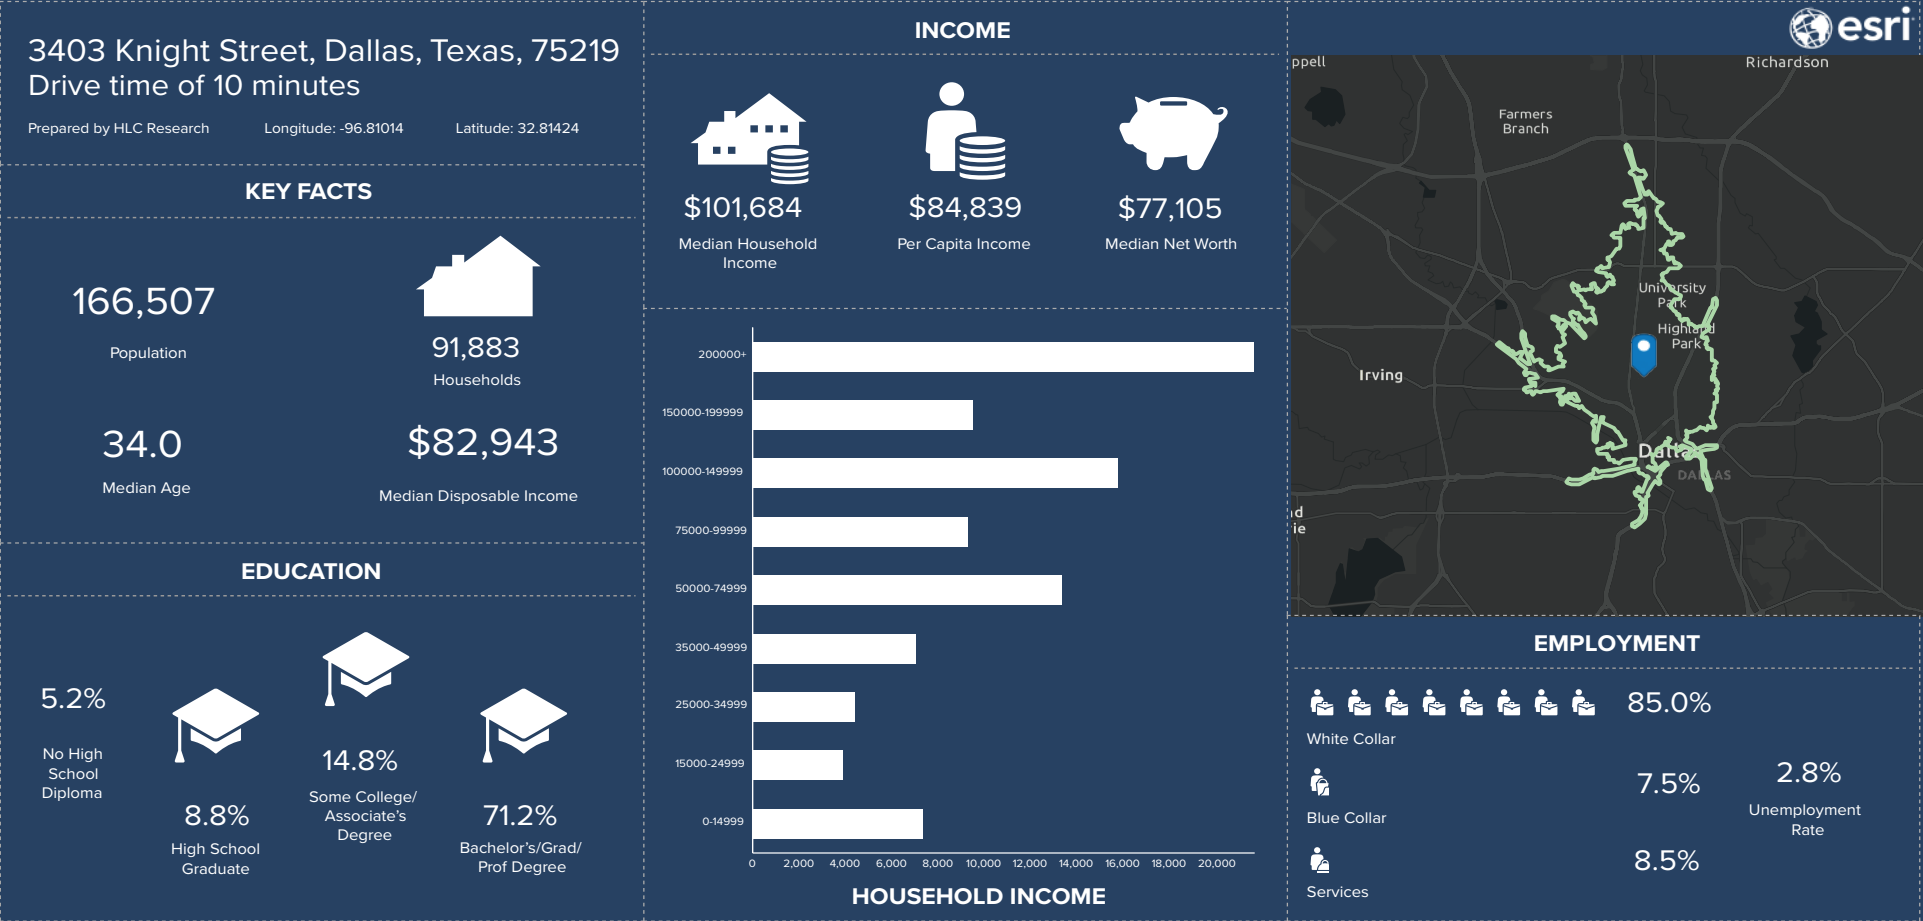 3403 Knight Street, Dallas, Texas, 75219
Drive time of 10 minutes
Prepared by HLC Research
Longitude: -96.81014
Latitude: 32.81424
KEY FACTS
166,507
Population
91,883
Households
34.0
Median Age
$82,943
Median Disposable Income
EDUCATION
5.2%
No High
School
Diploma
8.8%
High School
Graduate
14.8%
Some College/
Associate's
Degree
71.2%
Bachelor's/Grad/
Prof Degree
INCOME
$101,684
Median Household
Income
$84,839
Per Capita Income
$77,105
Median Net Worth
200000+
150000-199999
100000-149999
75000-99999
50000-74999
35000-49999
25000-34999
15000-24999
0-14999
0
2,000
4,000
6,000
8,000
10,000
12,000
14,000
16,000
18,000
20,000
HOUSEHOLD INCOME
esri
ppell
Richardson
Farmers
Branch
University
Park
Highland
Park
Irving
Dallas
DALLAS
nd
rie
EMPLOYMENT
85.0%
White Collar
7.5%
Blue Collar
8.5%
Services
2.8%
Unemployment
Rate